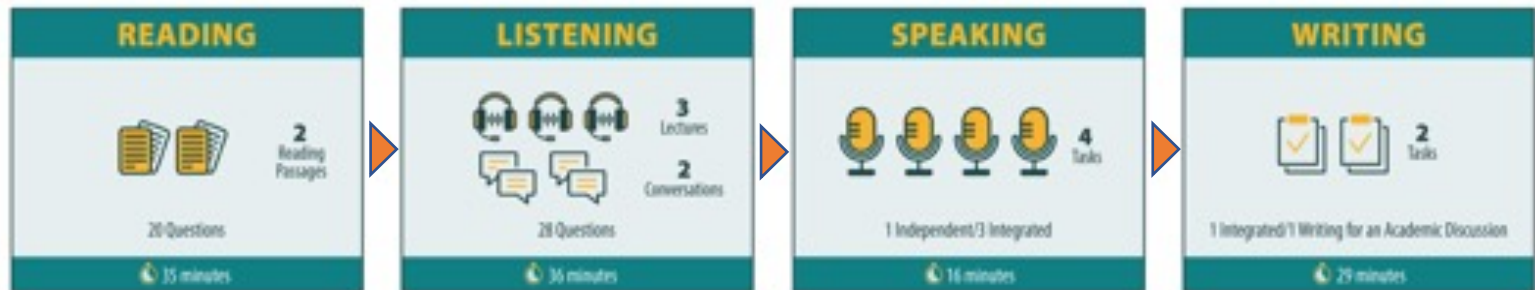 READING
2
Reading
Passages
20 Questions
35 minutes
LISTENING
3
Lectures
2
Conversations
28 Questions
36 minutes
SPEAKING
4
Tasks
1 Independent/3 Integrated
16 minutes
WRITING
2
Tasks
1 Integrated/1 Writing for an Academic Discussion
29 minutes